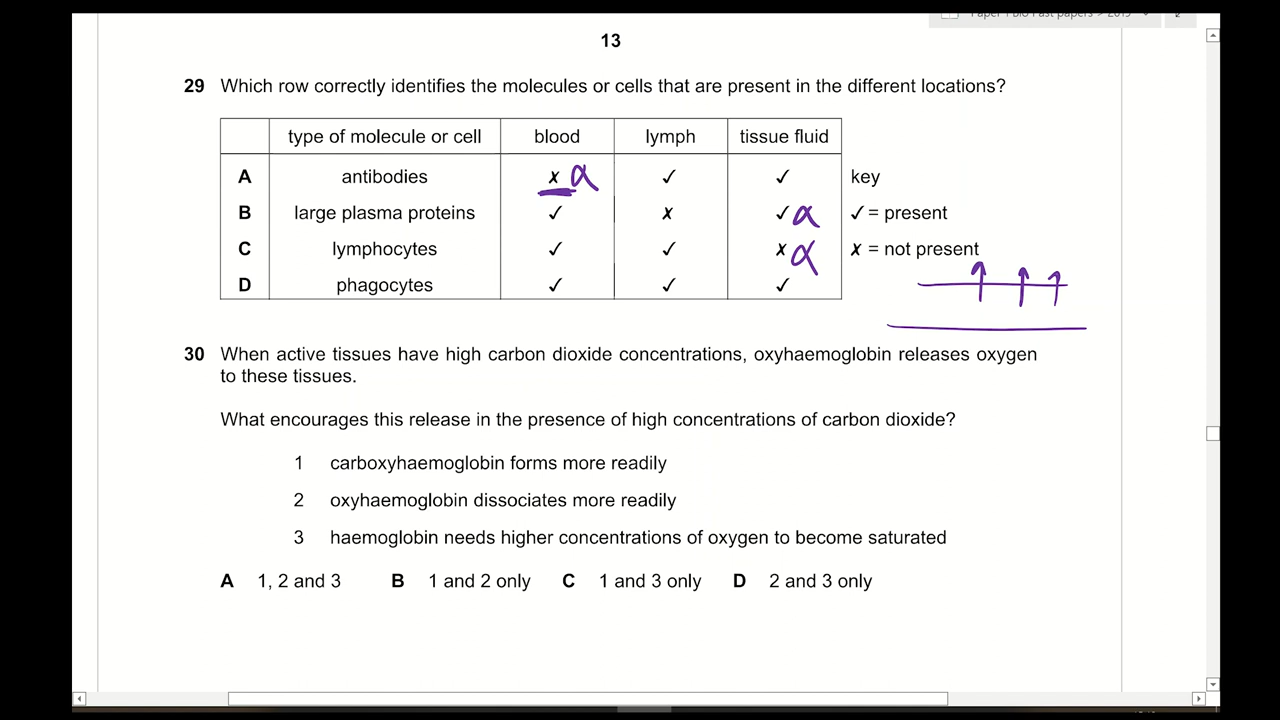 13
29 Which row correctly identifies the molecules or cells that are present in the different locations?
type of molecule or cell blood lymph tissue fluid
A antibodies ✗ ✓ ✓ key
B large plasma proteins ✓ ✗ ✓ ✓ = present
C lymphocytes ✓ ✓ ✗ ✗ = not present
D phagocytes ✓ ✓ ✓
30 When active tissues have high carbon dioxide concentrations, oxyhaemoglobin releases oxygen
to these tissues.
What encourages this release in the presence of high concentrations of carbon dioxide?
1 carboxyhaemoglobin forms more readily
2 oxyhaemoglobin dissociates more readily
3 haemoglobin needs higher concentrations of oxygen to become saturated
A 1, 2 and 3 B 1 and 2 only C 1 and 3 only D 2 and 3 only